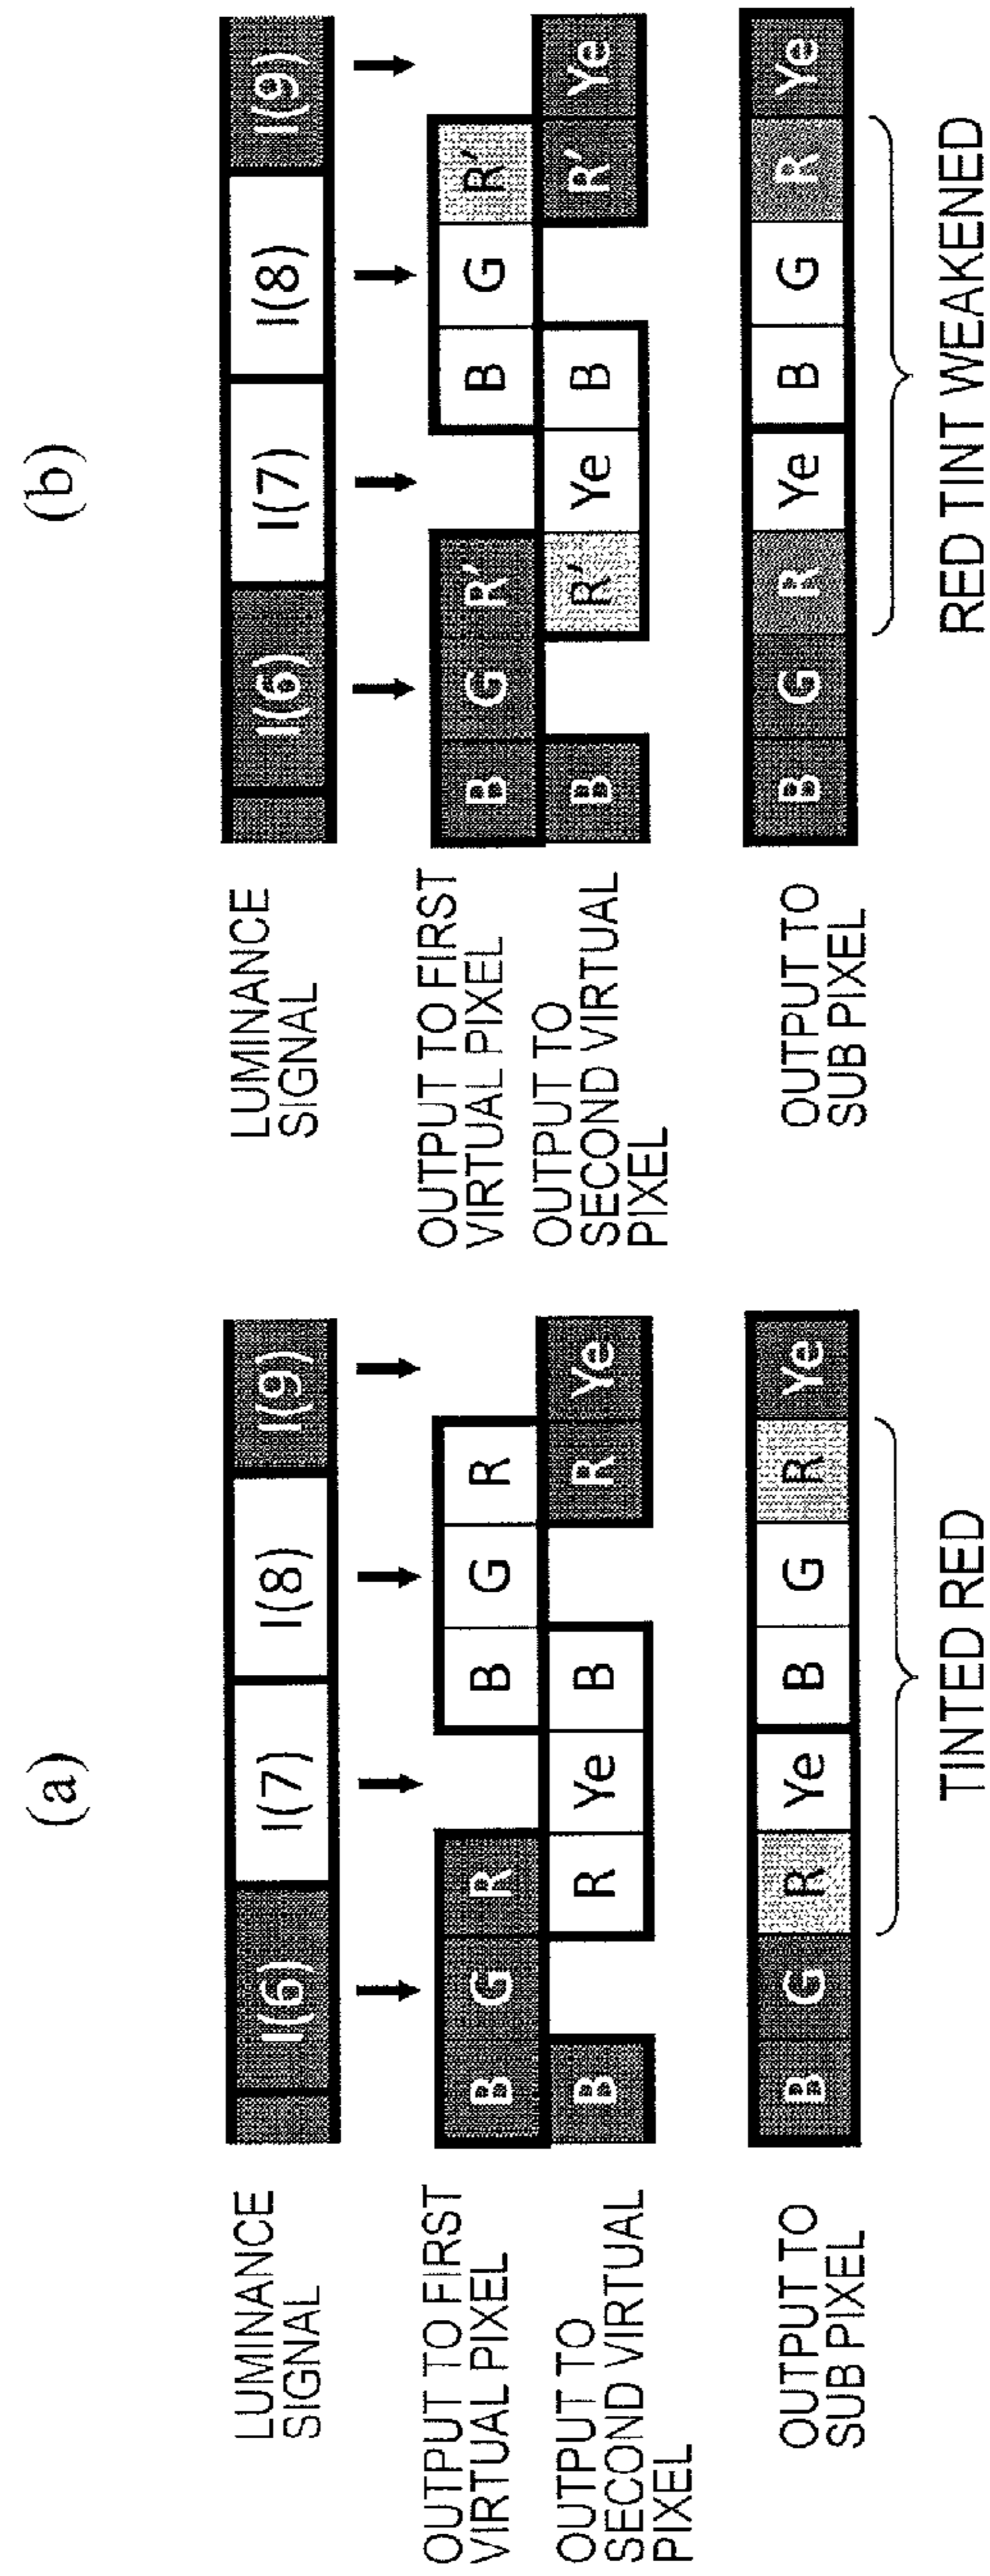 (a)
LUMINANCE
SIGNAL
I(6) I(7) I(8) I(9)
OUTPUT TO FIRST
VIRTUAL PIXEL
B G R B G R
OUTPUT TO
SECOND VIRTUAL
PIXEL
B R Ye B R Ye
OUTPUT TO
SUB PIXEL
B G R Ye B G R Ye
TINTED RED
(b)
LUMINANCE
SIGNAL
I(6) I(7) I(8) I(9)
OUTPUT TO FIRST
VIRTUAL PIXEL
B G R' B G R'
OUTPUT TO
SECOND VIRTUAL
PIXEL
B R' Ye B R' Ye
OUTPUT TO
SUB PIXEL
B G R Ye B G R Ye
RED TINT WEAKENED